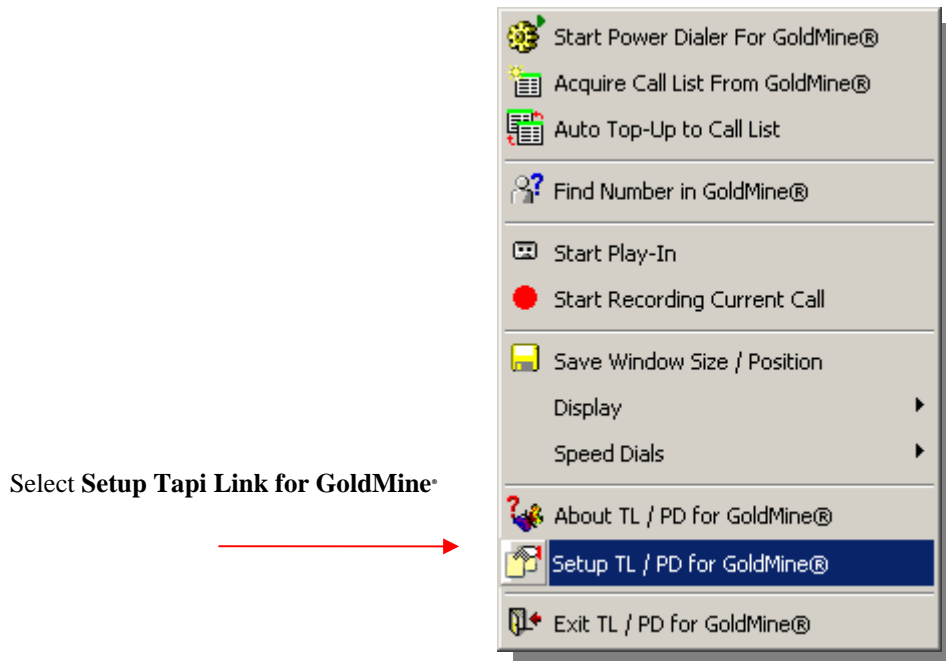 Start Power Dialer For GoldMine®
Acquire Call List From GoldMine®
Auto Top-Up to Call List
Find Number in GoldMine®
Start Play-In
Start Recording Current Call
Save Window Size / Position
Display
Speed Dials
Select Setup Tapi Link for GoldMine®
About TL / PD for GoldMine®
Setup TL / PD for GoldMine®
Exit TL / PD for GoldMine®